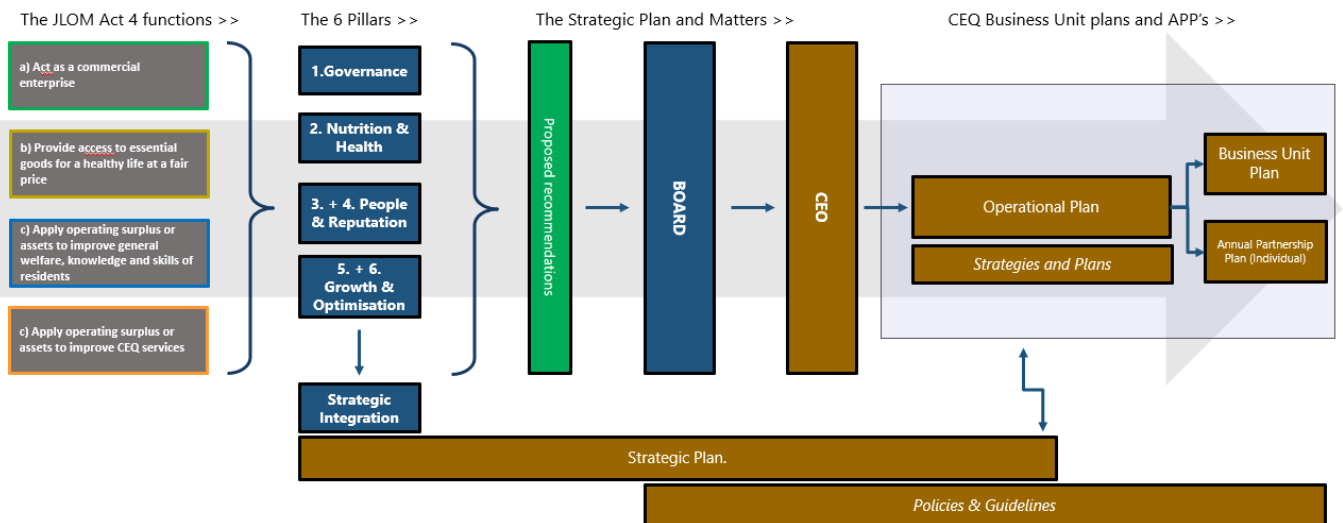 The JLOM Act 4 functions >>
The 6 Pillars >>
The Strategic Plan and Matters >>
CEQ Business Unit plans and APP's >>
a) Act as a commercial
enterprise
b) Provide access to essential
goods for a healthy life at a fair
price
c) Apply operating surplus or
assets to improve general
welfare, knowledge and skills of
residents
c) Apply operating surplus or
assets to improve CEQ services
1.Governance
2. Nutrition &
Health
3. + 4. People
& Reputation
5. + 6.
Growth &
Optimisation
Strategic
Integration
Proposed recommendations
BOARD
CEO
Operational Plan
Strategies and Plans
Business Unit
Plan
Annual Partnership
Plan (Individual)
Strategic Plan.
Policies & Guidelines